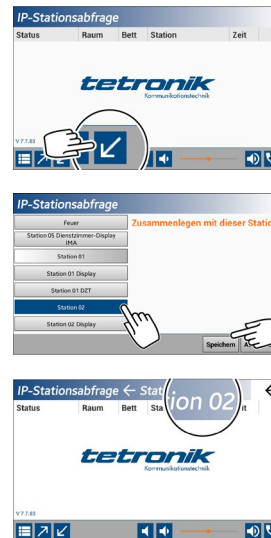 IP-Stationsabfrage
Status Raum Bett Station Zeit
tetronik
Kommunikationstechnik
V 7.7.83
IP-Stationsabfrage
Feuer
Zusammenlegen mit dieser Statio
Station 05 Dienstzimmer-Display
IMA
Station 01
Station 01 Display
Station 01 DZT
Station 02
Station 02 Display
Speichern
IP-Stationsabfrage ← Stat
ion 02
Status Raum Bett Sta it
tetronik
Kommunikationstechnik
V 7.7.83